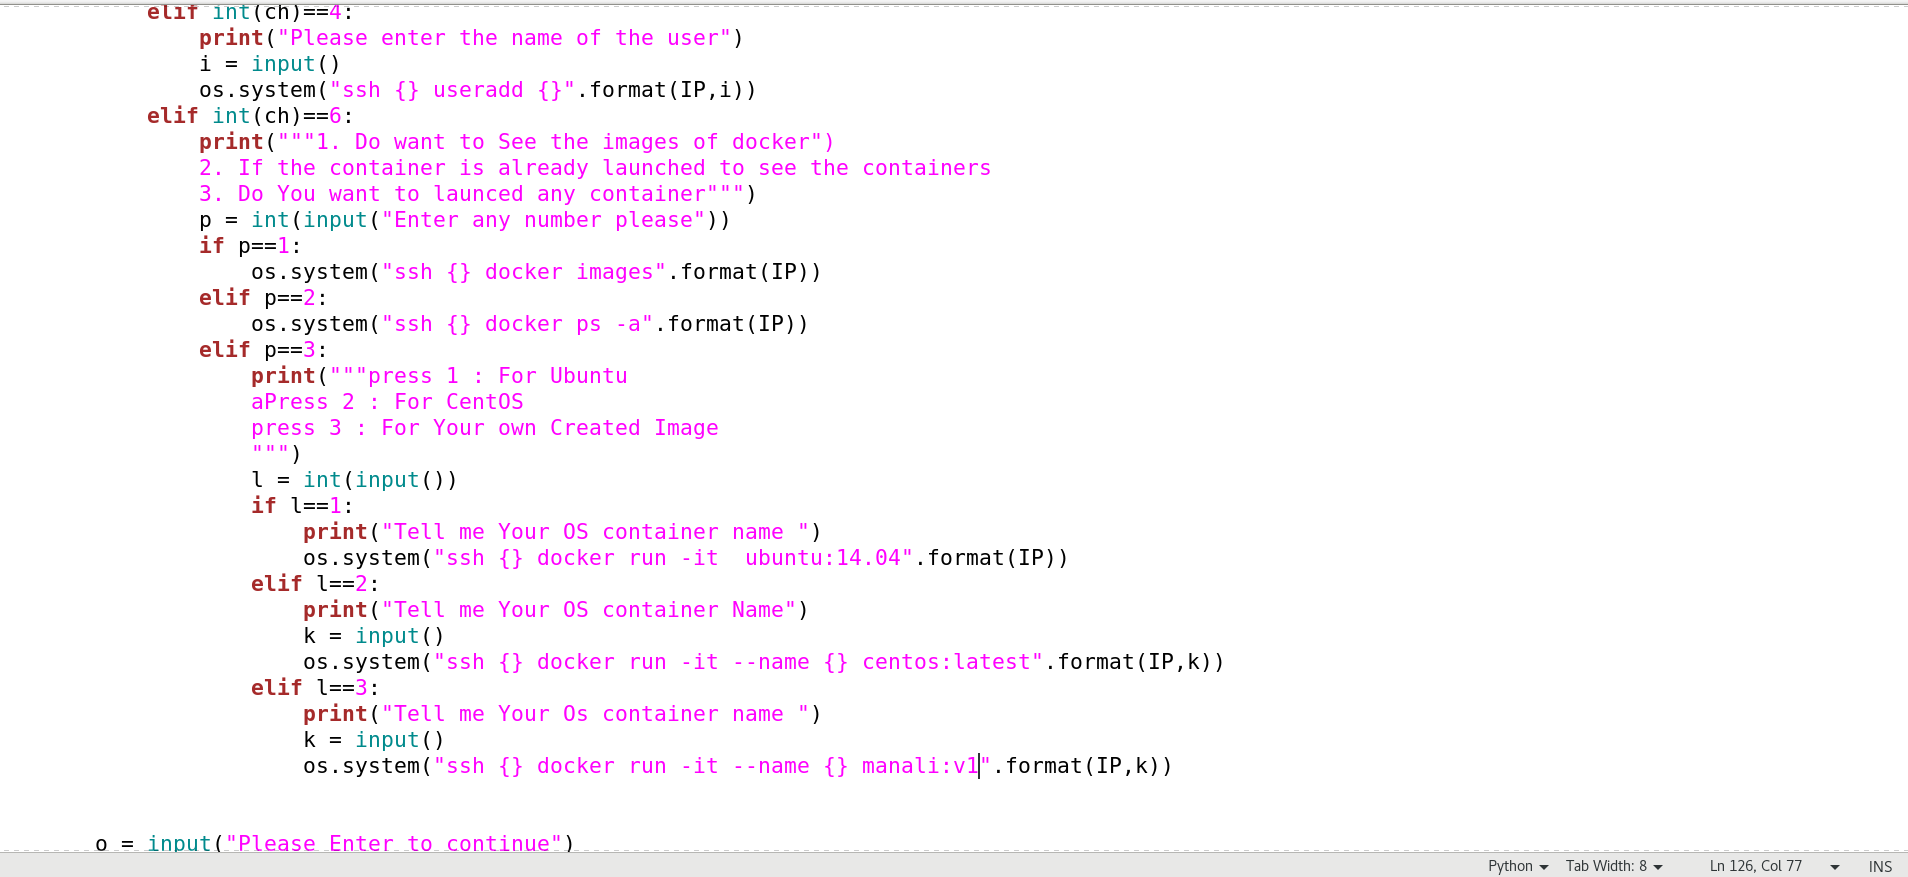 elif int(ch)==4:
print("Please enter the name of the user")
i = input()
os.system("ssh {} useradd {}".format(IP,i))
elif int(ch)==6:
print("""1. Do want to See the images of docker")
2. If the container is already launched to see the containers
3. Do You want to launced any container""")
p = int(input("Enter any number please"))
if p==1:
os.system("ssh {} docker images".format(IP))
elif p==2:
os.system("ssh {} docker ps -a".format(IP))
elif p==3:
print("""press 1 : For Ubuntu
aPress 2 : For CentOS
press 3 : For Your own Created Image
""")
l = int(input())
if l==1:
print("Tell me Your OS container name ")
os.system("ssh {} docker run -it  ubuntu:14.04".format(IP))
elif l==2:
print("Tell me Your OS container Name")
k = input()
os.system("ssh {} docker run -it --name {} centos:latest".format(IP,k))
elif l==3:
print("Tell me Your Os container name ")
k = input()
os.system("ssh {} docker run -it --name {} manali:v1".format(IP,k))
o = input("Please Enter to continue")
Python Tab Width: 8 Ln 126, Col 77 INS